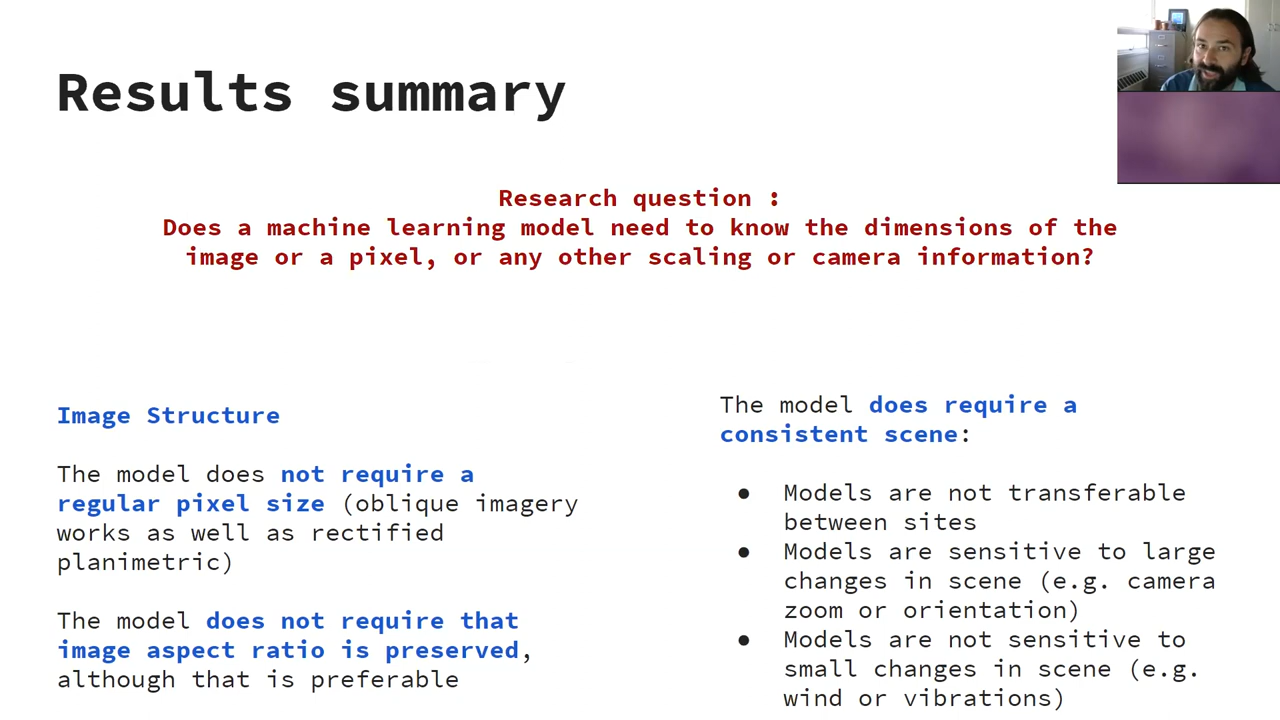 Results summary
Research question :
Does a machine learning model need to know the dimensions of the
image or a pixel, or any other scaling or camera information?
Image Structure
The model does not require a
regular pixel size (oblique imagery
works as well as rectified
planimetric)
The model does not require that
image aspect ratio is preserved,
although that is preferable
The model does require a
consistent scene:
● Models are not transferable
between sites
● Models are sensitive to large
changes in scene (e.g. camera
zoom or orientation)
● Models are not sensitive to
small changes in scene (e.g.
wind or vibrations)